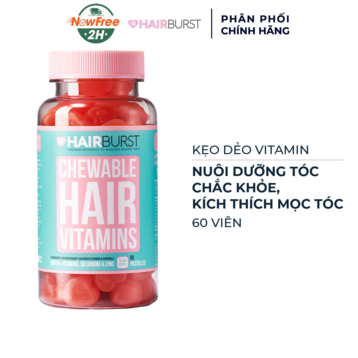 NowFree
2H
HAIRBURST
PHÂN PHỐI
CHÍNH HÃNG
HAIRBURST
CHEWABLE
HAIR
VITAMINS
KẸO DẺO VITAMIN
NUÔI DƯỠNG TÓC
CHẮC KHỎE,
KÍCH THÍCH MỌC TÓC
60 VIÊN